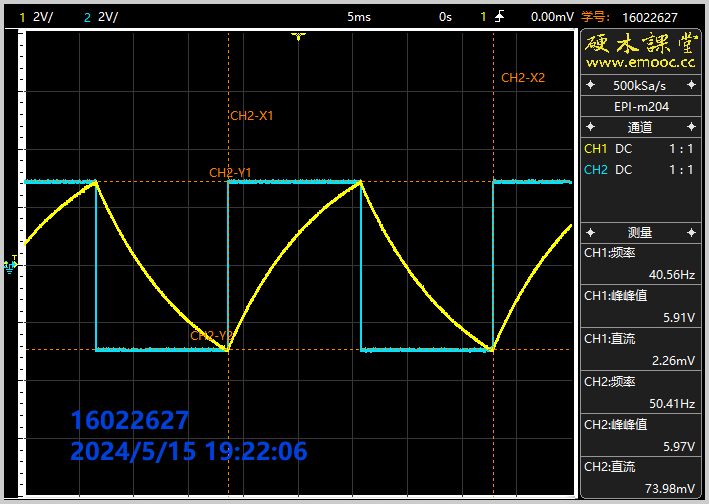 1 2V/ 2 2V/ 5ms 0s 1 0.00mV 学号: 16022627
硬木課堂
www.emooc.cc
CH2-X2
500kSa/s
EPI-m204
CH2-X1
通道
CH1 DC 1 : 1
CH2-Y1
CH2 DC 1 : 1
测量
CH1:频率
T
40.56Hz
CH1:峰峰值
5.91V
CH2-Y2
CH1:直流
2.26mV
CH2:频率
50.41Hz
16022627
CH2:峰峰值
5.97V
2024/5/15 19:22:06
CH2:直流
73.98mV